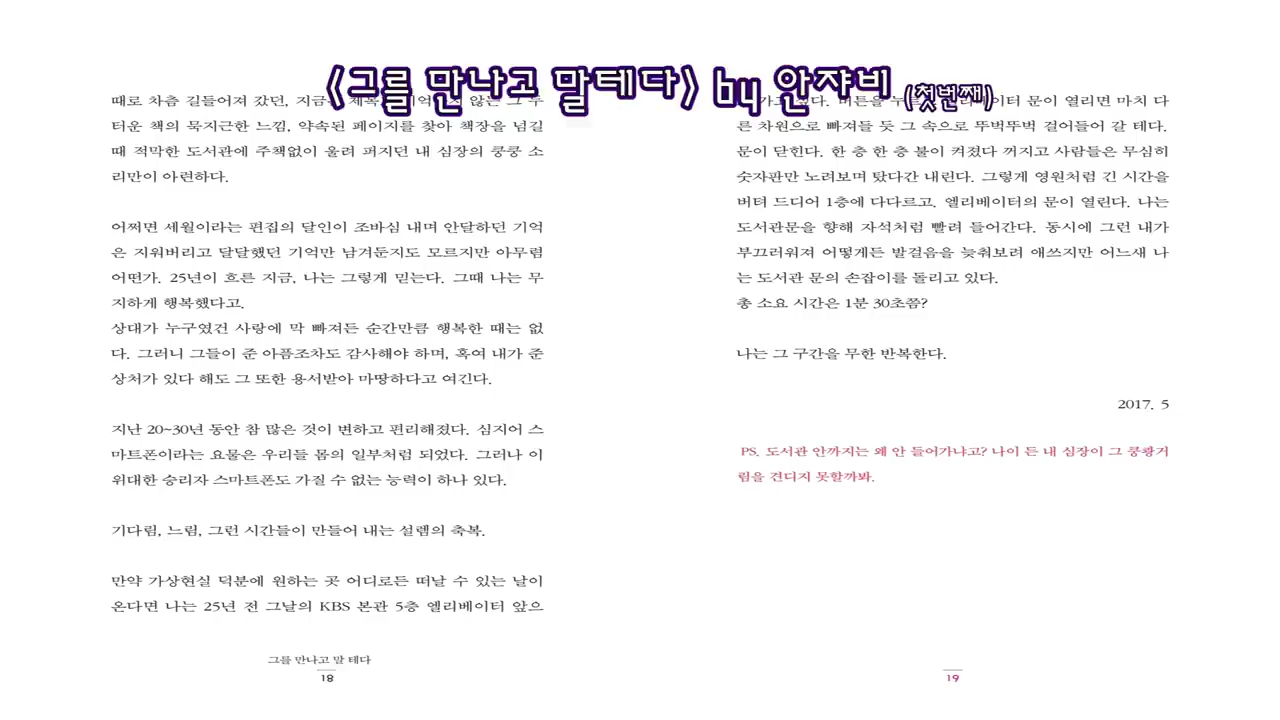 <그를 만나고 말테다> by 안쟈비 (첫번째)
때로 차츰 길들어져 갔던, 지금은 제목도 않는 그 두
터운 책의 묵지근한 느낌, 약속된 페이지를 찾아 책장을 넘길
때 적막한 도서관에 주책없이 울려 퍼지던 내 심장의 쿵쿵 소
리만이 아련하다.
어쩌면 세월이라는 편집의 달인이 조바심 내며 안달하던 기억
은 지워버리고 달달했던 기억만 남겨둔지도 모르지만 아무렴
어떤가. 25년이 흐른 지금, 나는 그렇게 믿는다. 그때 나는 무
지하게 행복했다고.
상대가 누구였건 사랑에 막 빠져든 순간만큼 행복한 때는 없
다. 그러니 그들이 준 아픔조차도 감사해야 하며, 혹여 내가 준
상처가 있다 해도 그 또한 용서받아 마땅하다고 여긴다.
지난 20~30년 동안 참 많은 것이 변하고 편리해졌다. 심지어 스
마트폰이라는 요물은 우리들 몸의 일부처럼 되었다. 그러나 이
위대한 승리자 스마트폰도 가질 수 없는 능력이 하나 있다.
기다림, 느림, 그런 시간들이 만들어 내는 설렘의 축복.
만약 가상현실 덕분에 원하는 곳 어디로든 떠날 수 있는 날이
온다면 나는 25년 전 그날의 KBS 본관 5층 엘리베이터 앞으
그를 만나고 말 테다
18
가고 싶다. 버튼을 문이 열리면 마치 다
른 차원으로 빠져들 듯 그 속으로 뚜벅뚜벅 걸어들어 갈 테다.
문이 닫힌다. 한 층 한 층 불이 켜졌다 꺼지고 사람들은 무심히
숫자판만 노려보며 탔다간 내린다. 그렇게 영원처럼 긴 시간을
버텨 드디어 1층에 다다르고. 엘리베이터의 문이 열린다. 나는
도서관문을 향해 자석처럼 빨려 들어간다. 동시에 그런 내가
부끄러워져 어떻게든 발걸음을 늦춰보려 애쓰지만 어느새 나
는 도서관 문의 손잡이를 돌리고 있다.
총 소요 시간은 1분 30초쯤?
나는 그 구간을 무한 반복한다.
2017. 5
PS. 도서관 안까지는 왜 안 들어가냐고? 나이 든 내 심장이 그 쿵쾅거
림을 견디지 못할까봐.
19